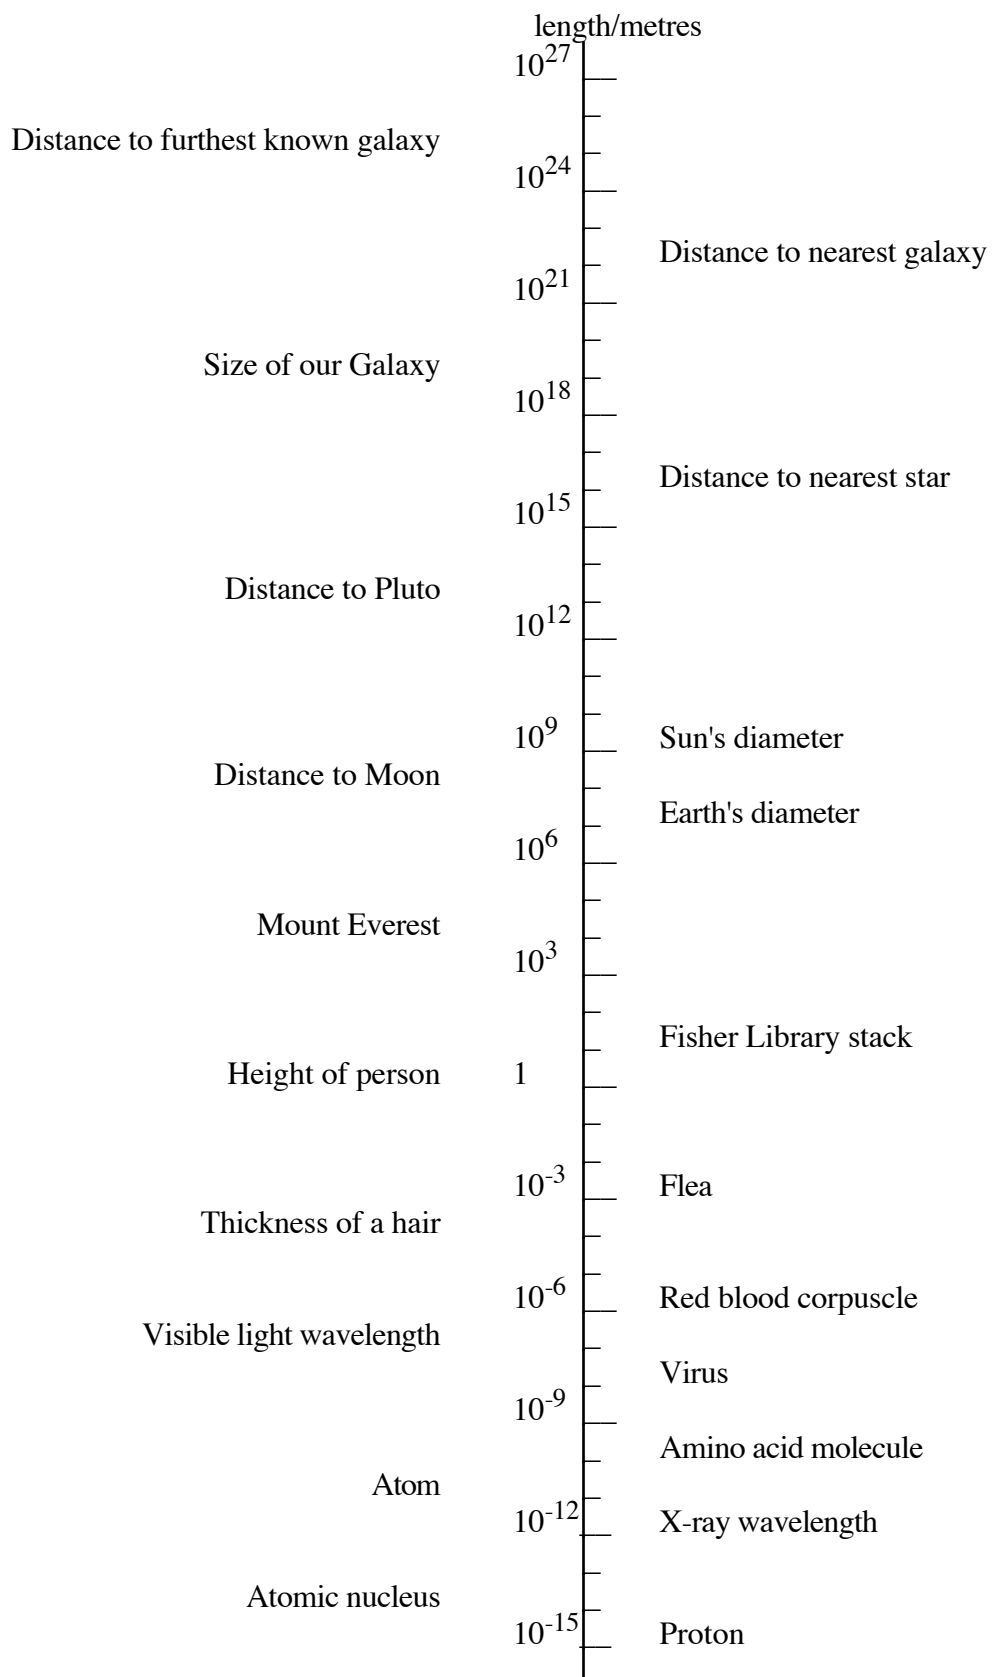 length/metres
10^27
Distance to furthest known galaxy
10^24
Distance to nearest galaxy
10^21
Size of our Galaxy
10^18
Distance to nearest star
10^15
Distance to Pluto
10^12
10^9 Sun's diameter
Distance to Moon
Earth's diameter
10^6
Mount Everest
10^3
Fisher Library stack
Height of person 1
10^-3 Flea
Thickness of a hair
10^-6 Red blood corpuscle
Visible light wavelength
Virus
10^-9
Amino acid molecule
Atom
10^-12 X-ray wavelength
Atomic nucleus
10^-15 Proton